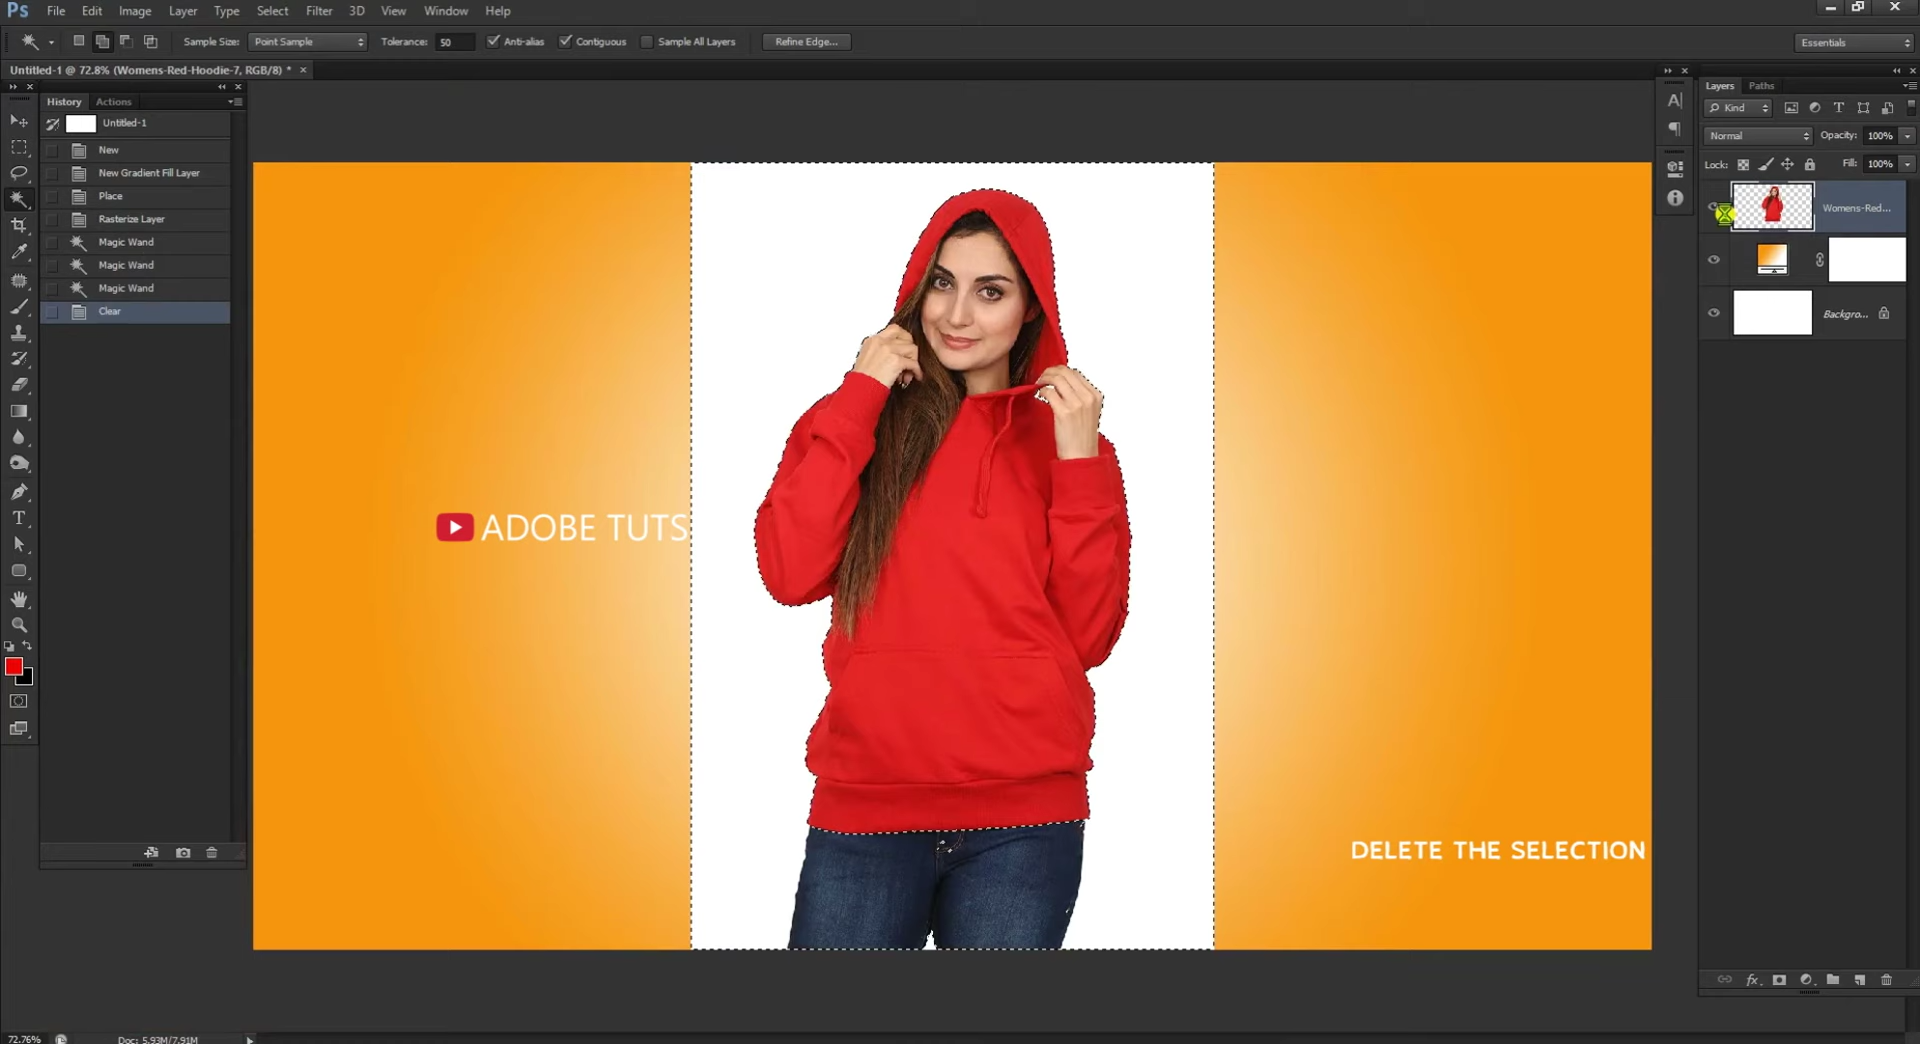 Ps File Edit Image Layer Type Select Filter 3D View Window Help
Sample Size: Point Sample Tolerance: 50 Anti-alias Contiguous Sample All Layers Refine Edge... Essentials
Untitled-1 @ 72.8% (Womens-Red-Hoodie-7, RGB/8) * ×
History Actions
Untitled-1
New
New Gradient Fill Layer
Place
Rasterize Layer
Magic Wand
Magic Wand
Magic Wand
Clear
ADOBE TUTS
DELETE THE SELECTION
Layers Paths
Kind
Normal Opacity: 100%
Lock: Fill: 100%
Womens-Red...
Backgro...
72.76% Doc: 5.93M/7.91M